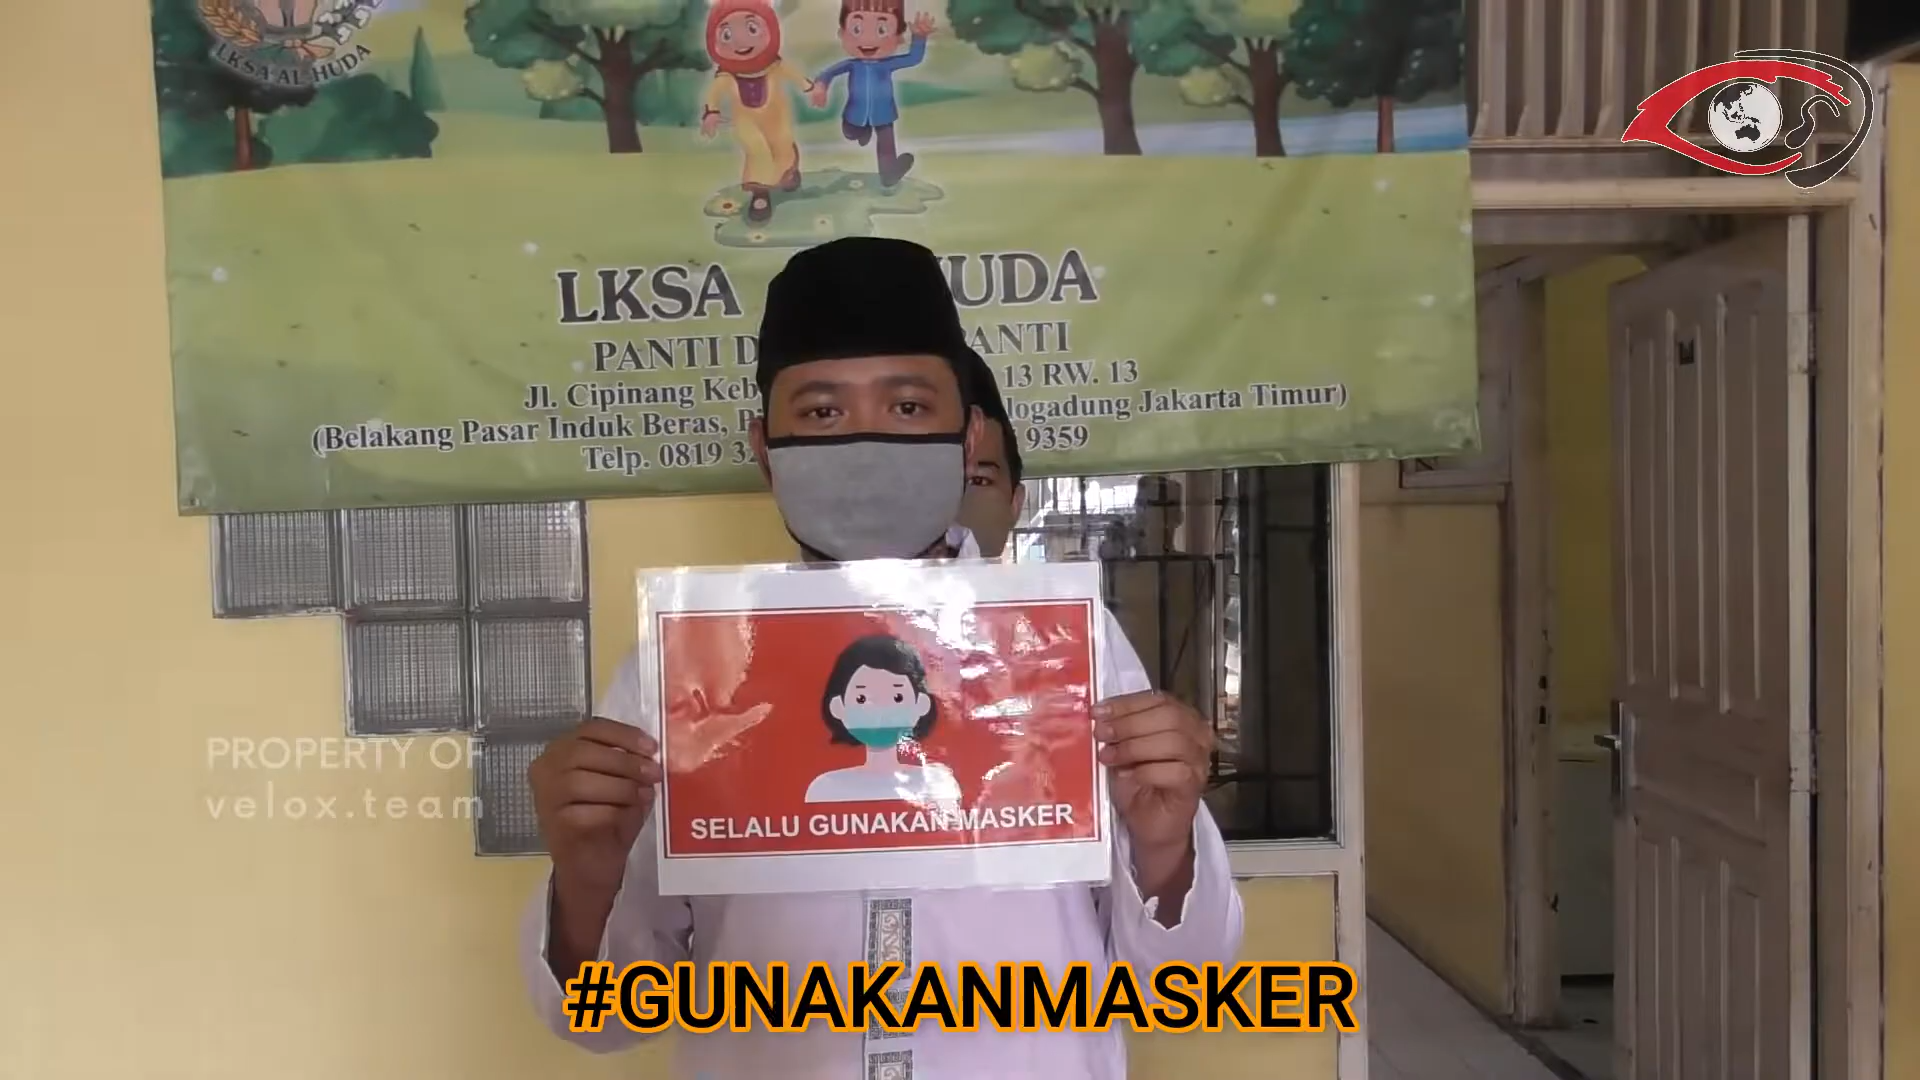 LKSA AL HUDA
LKSA HUDA
PANTI D ANTI
Jl. Cipinang Keb 13 RW. 13
(Belakang Pasar Induk Beras, logadung Jakarta Timur)
Telp. 0819 9359
SELALU GUNAKAN MASKER
PROPERTY OF
velox.team
#GUNAKANMASKER